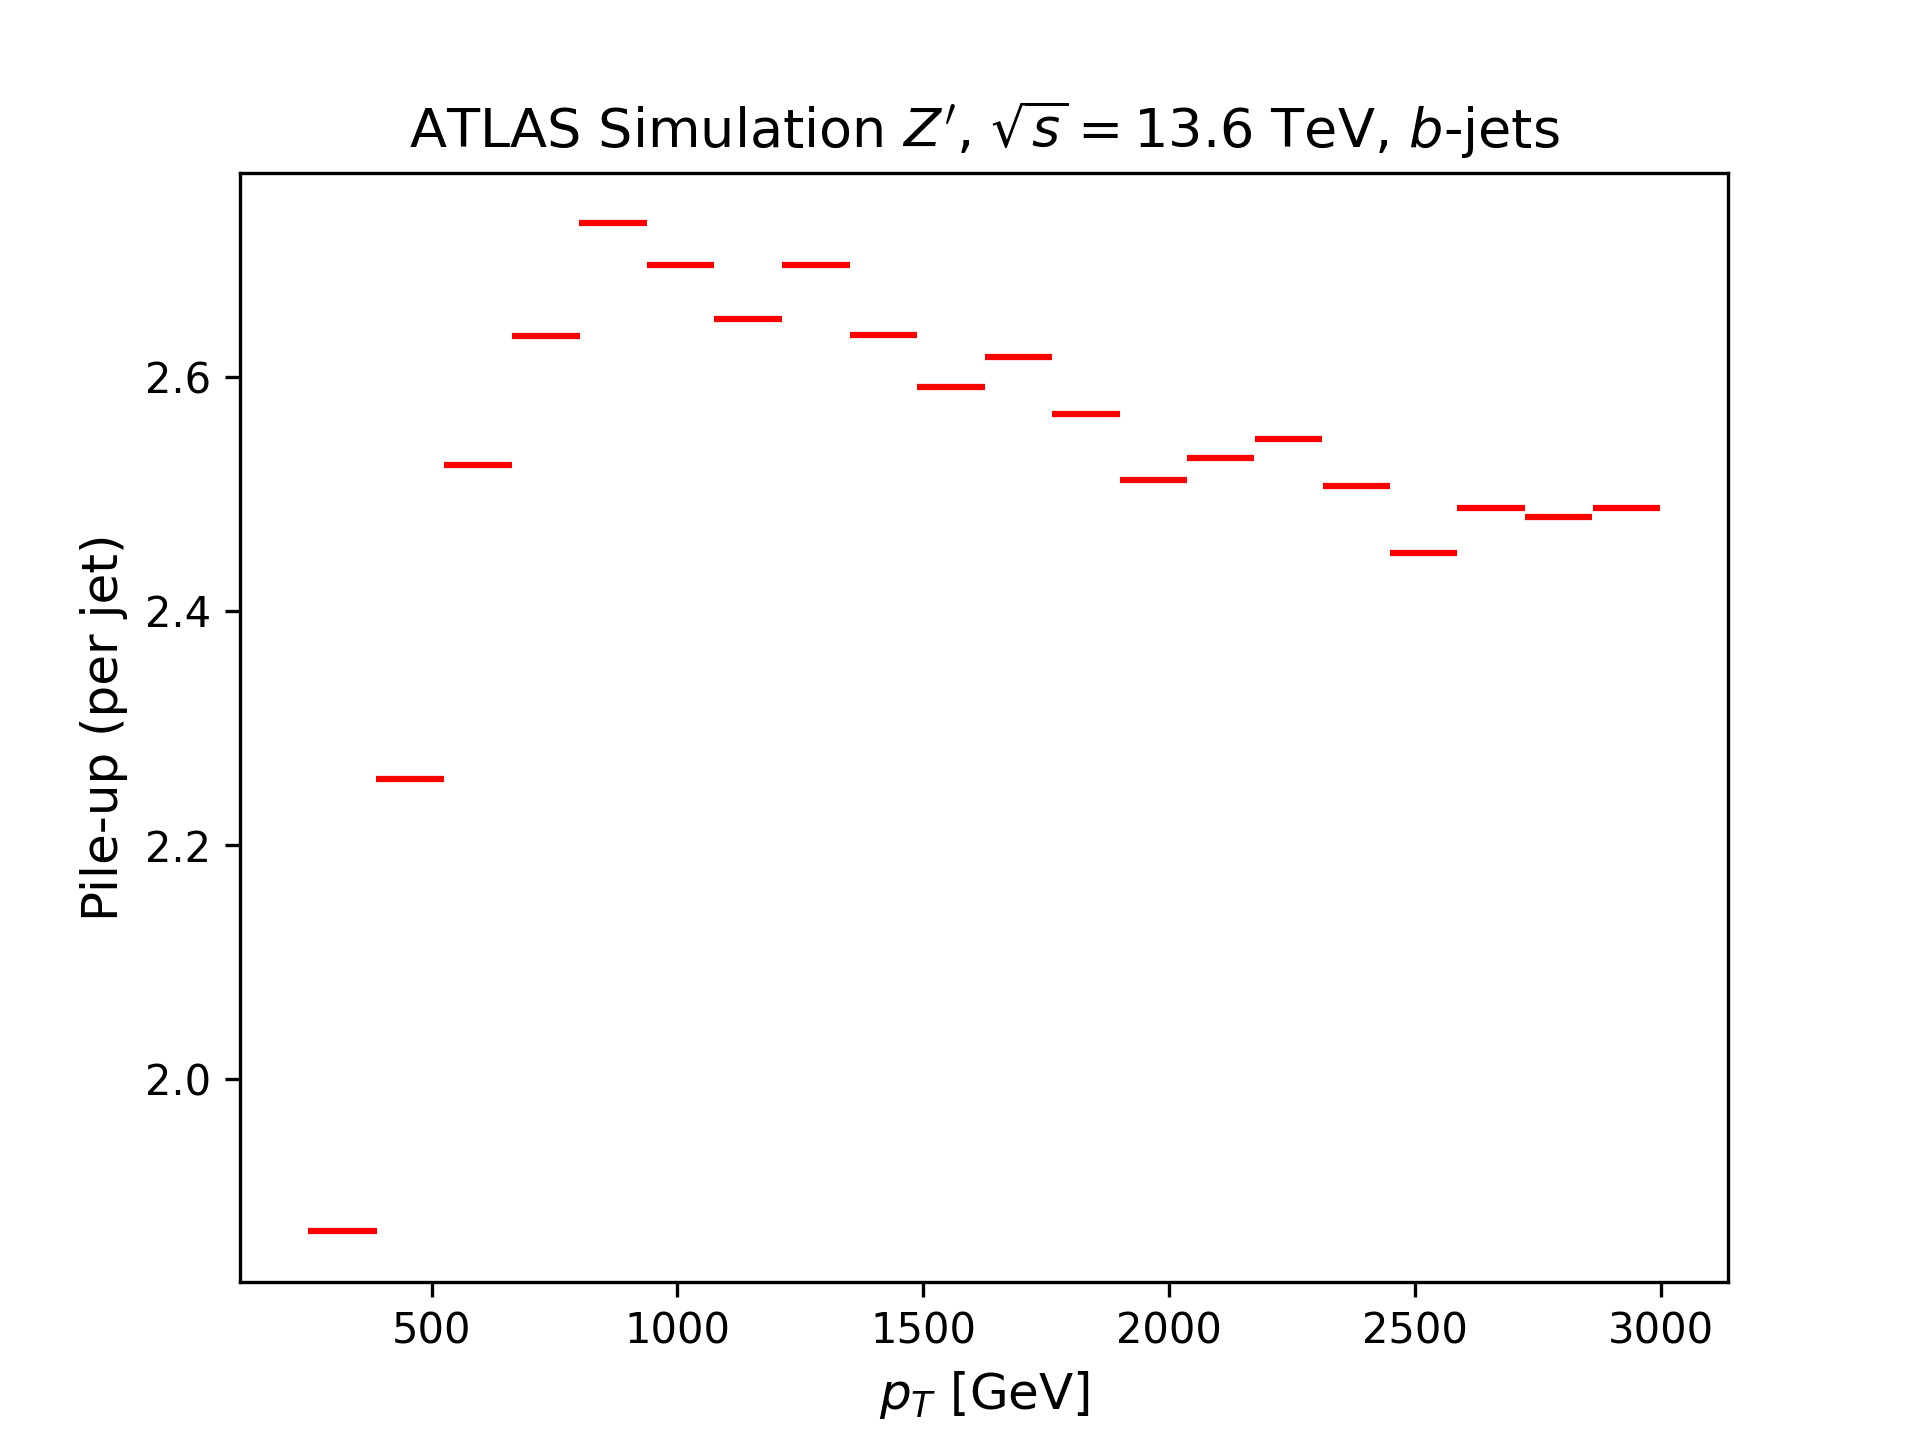 ATLAS Simulation Z′, √s = 13.6 TeV, b-jets
Pile-up (per jet)
2.6
2.4
2.2
2.0
500 1000 1500 2000 2500 3000
p_T [GeV]